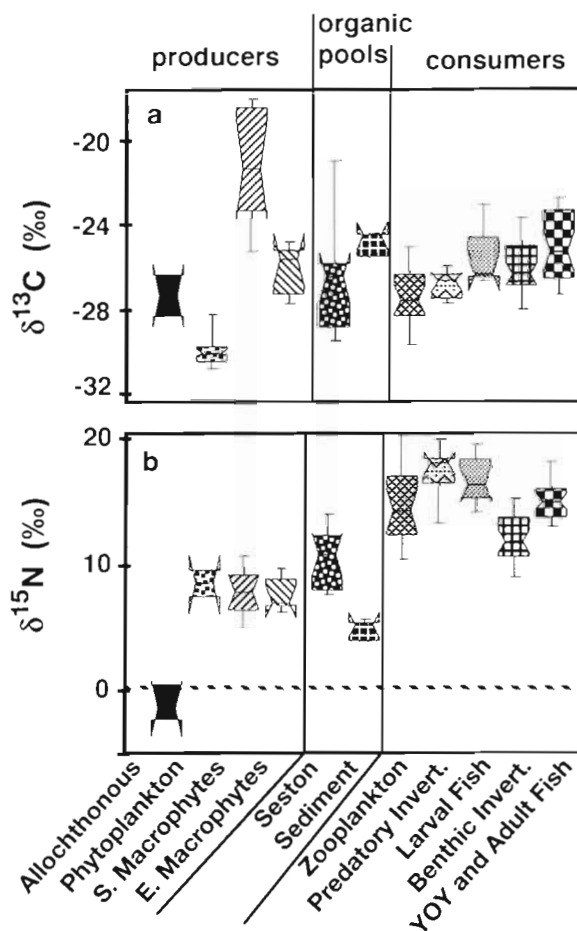 producers
organic pools
consumers
a
δ13C (‰)
-20
-24
-28
-32
b
δ15N (‰)
20
10
0
Allochthonous
Phytoplankton
S. Macrophytes
E. Macrophytes
Seston
Sediment
Zooplankton
Predatory Invert.
Larval Fish
Benthic Invert.
YOY and Adult Fish